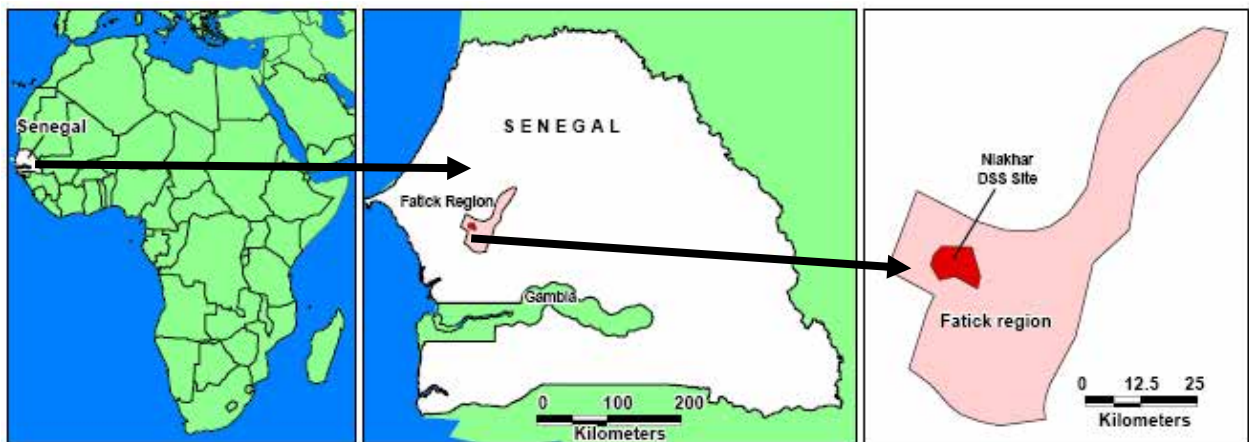 Senegal
SENEGAL
Fatick Region
Gambia
0 100 200
Kilometers
Niakhar
DSS Site
Fatick region
0 12.5 25
Kilometers